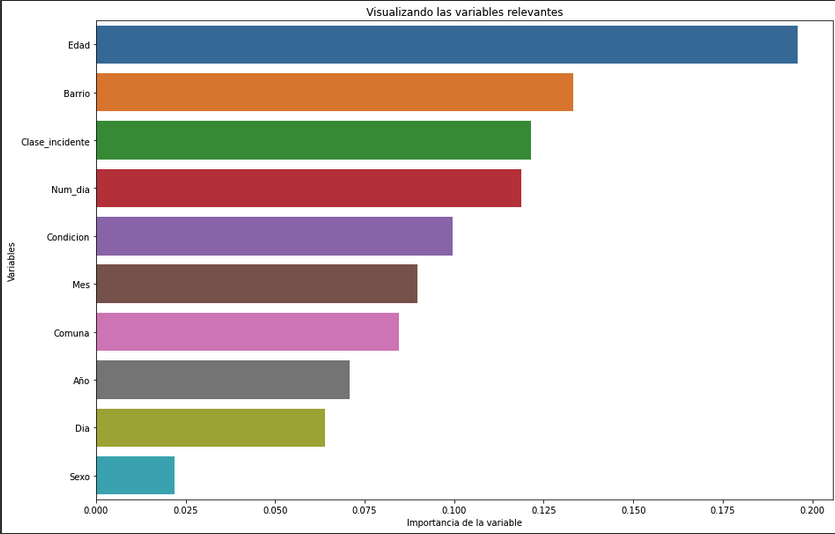 Visualizando las variables relevantes
Edad
Barrio
Clase_incidente
Num_dia
Condicion
Mes
Comuna
Año
Dia
Sexo
Variables
0.000 0.025 0.050 0.075 0.100 0.125 0.150 0.175 0.200
Importancia de la variable